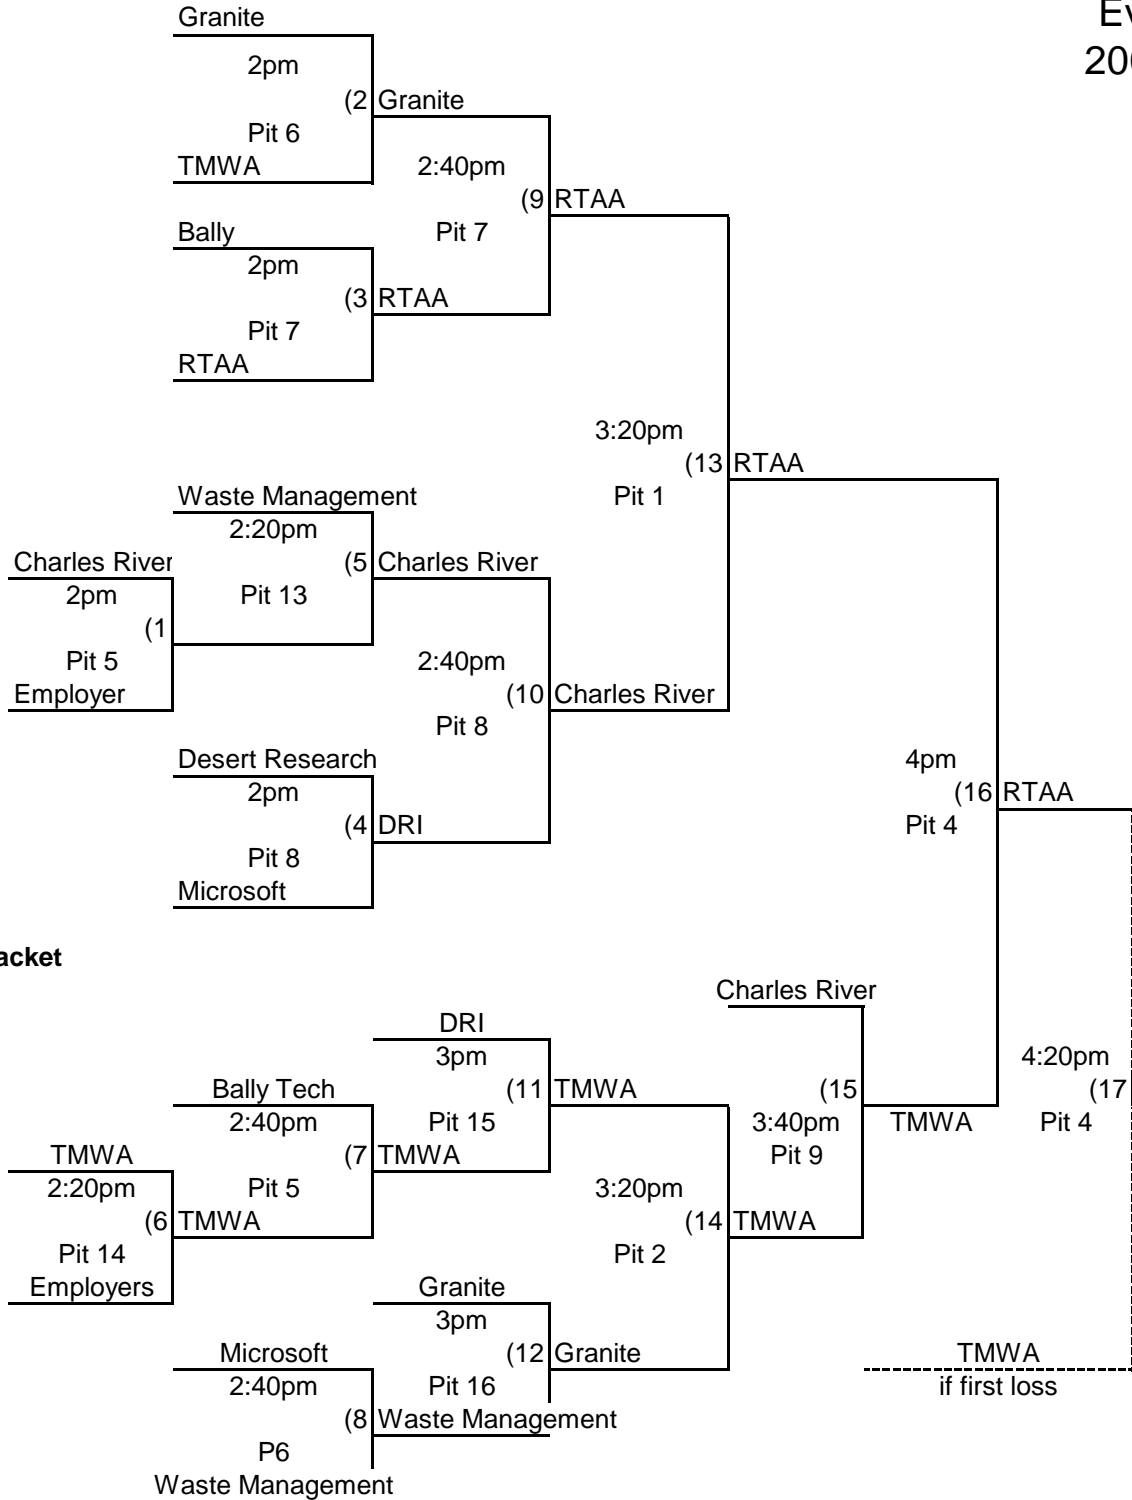 Granite
Ev
2pm
200
(2 Granite
Pit 6
TMWA
2:40pm
(9 RTAA
Bally
Pit 7
2pm
(3 RTAA
Pit 7
RTAA
3:20pm
(13 RTAA
Waste Management
Pit 1
2:20pm
Charles River
(5 Charles River
2pm
Pit 13
(1
Pit 5
2:40pm
Employer
(10 Charles River
Pit 8
Desert Research
4pm
2pm
(16 RTAA
(4 DRI
Pit 4
Pit 8
Microsoft
acket
Charles River
DRI
3pm
4:20pm
Bally Tech
(11 TMWA
(15
(17
2:40pm
Pit 15
3:40pm
TMWA
Pit 4
TMWA
(7 TMWA
Pit 9
2:20pm
Pit 5
3:20pm
(6 TMWA
(14 TMWA
Pit 14
Pit 2
Employers
Granite
3pm
Microsoft
(12 Granite
TMWA
2:40pm
Pit 16
if first loss
(8 Waste Management
P6
Waste Management